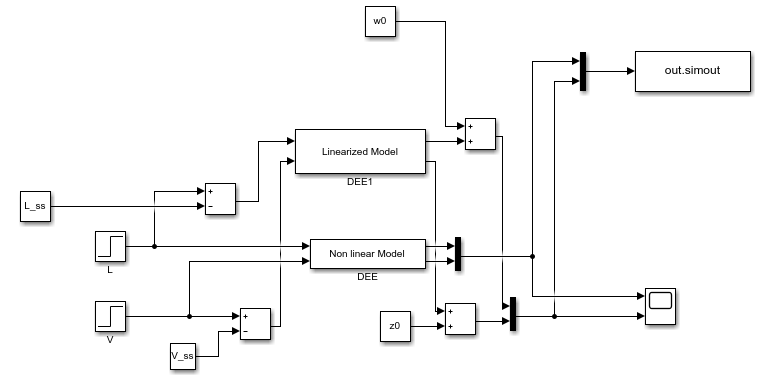 w0
out.simout
+
+
Linearized Model
DEE1
L_ss
+
−
L
Non linear Model
DEE
V
+
−
z0
+
+
V_ss